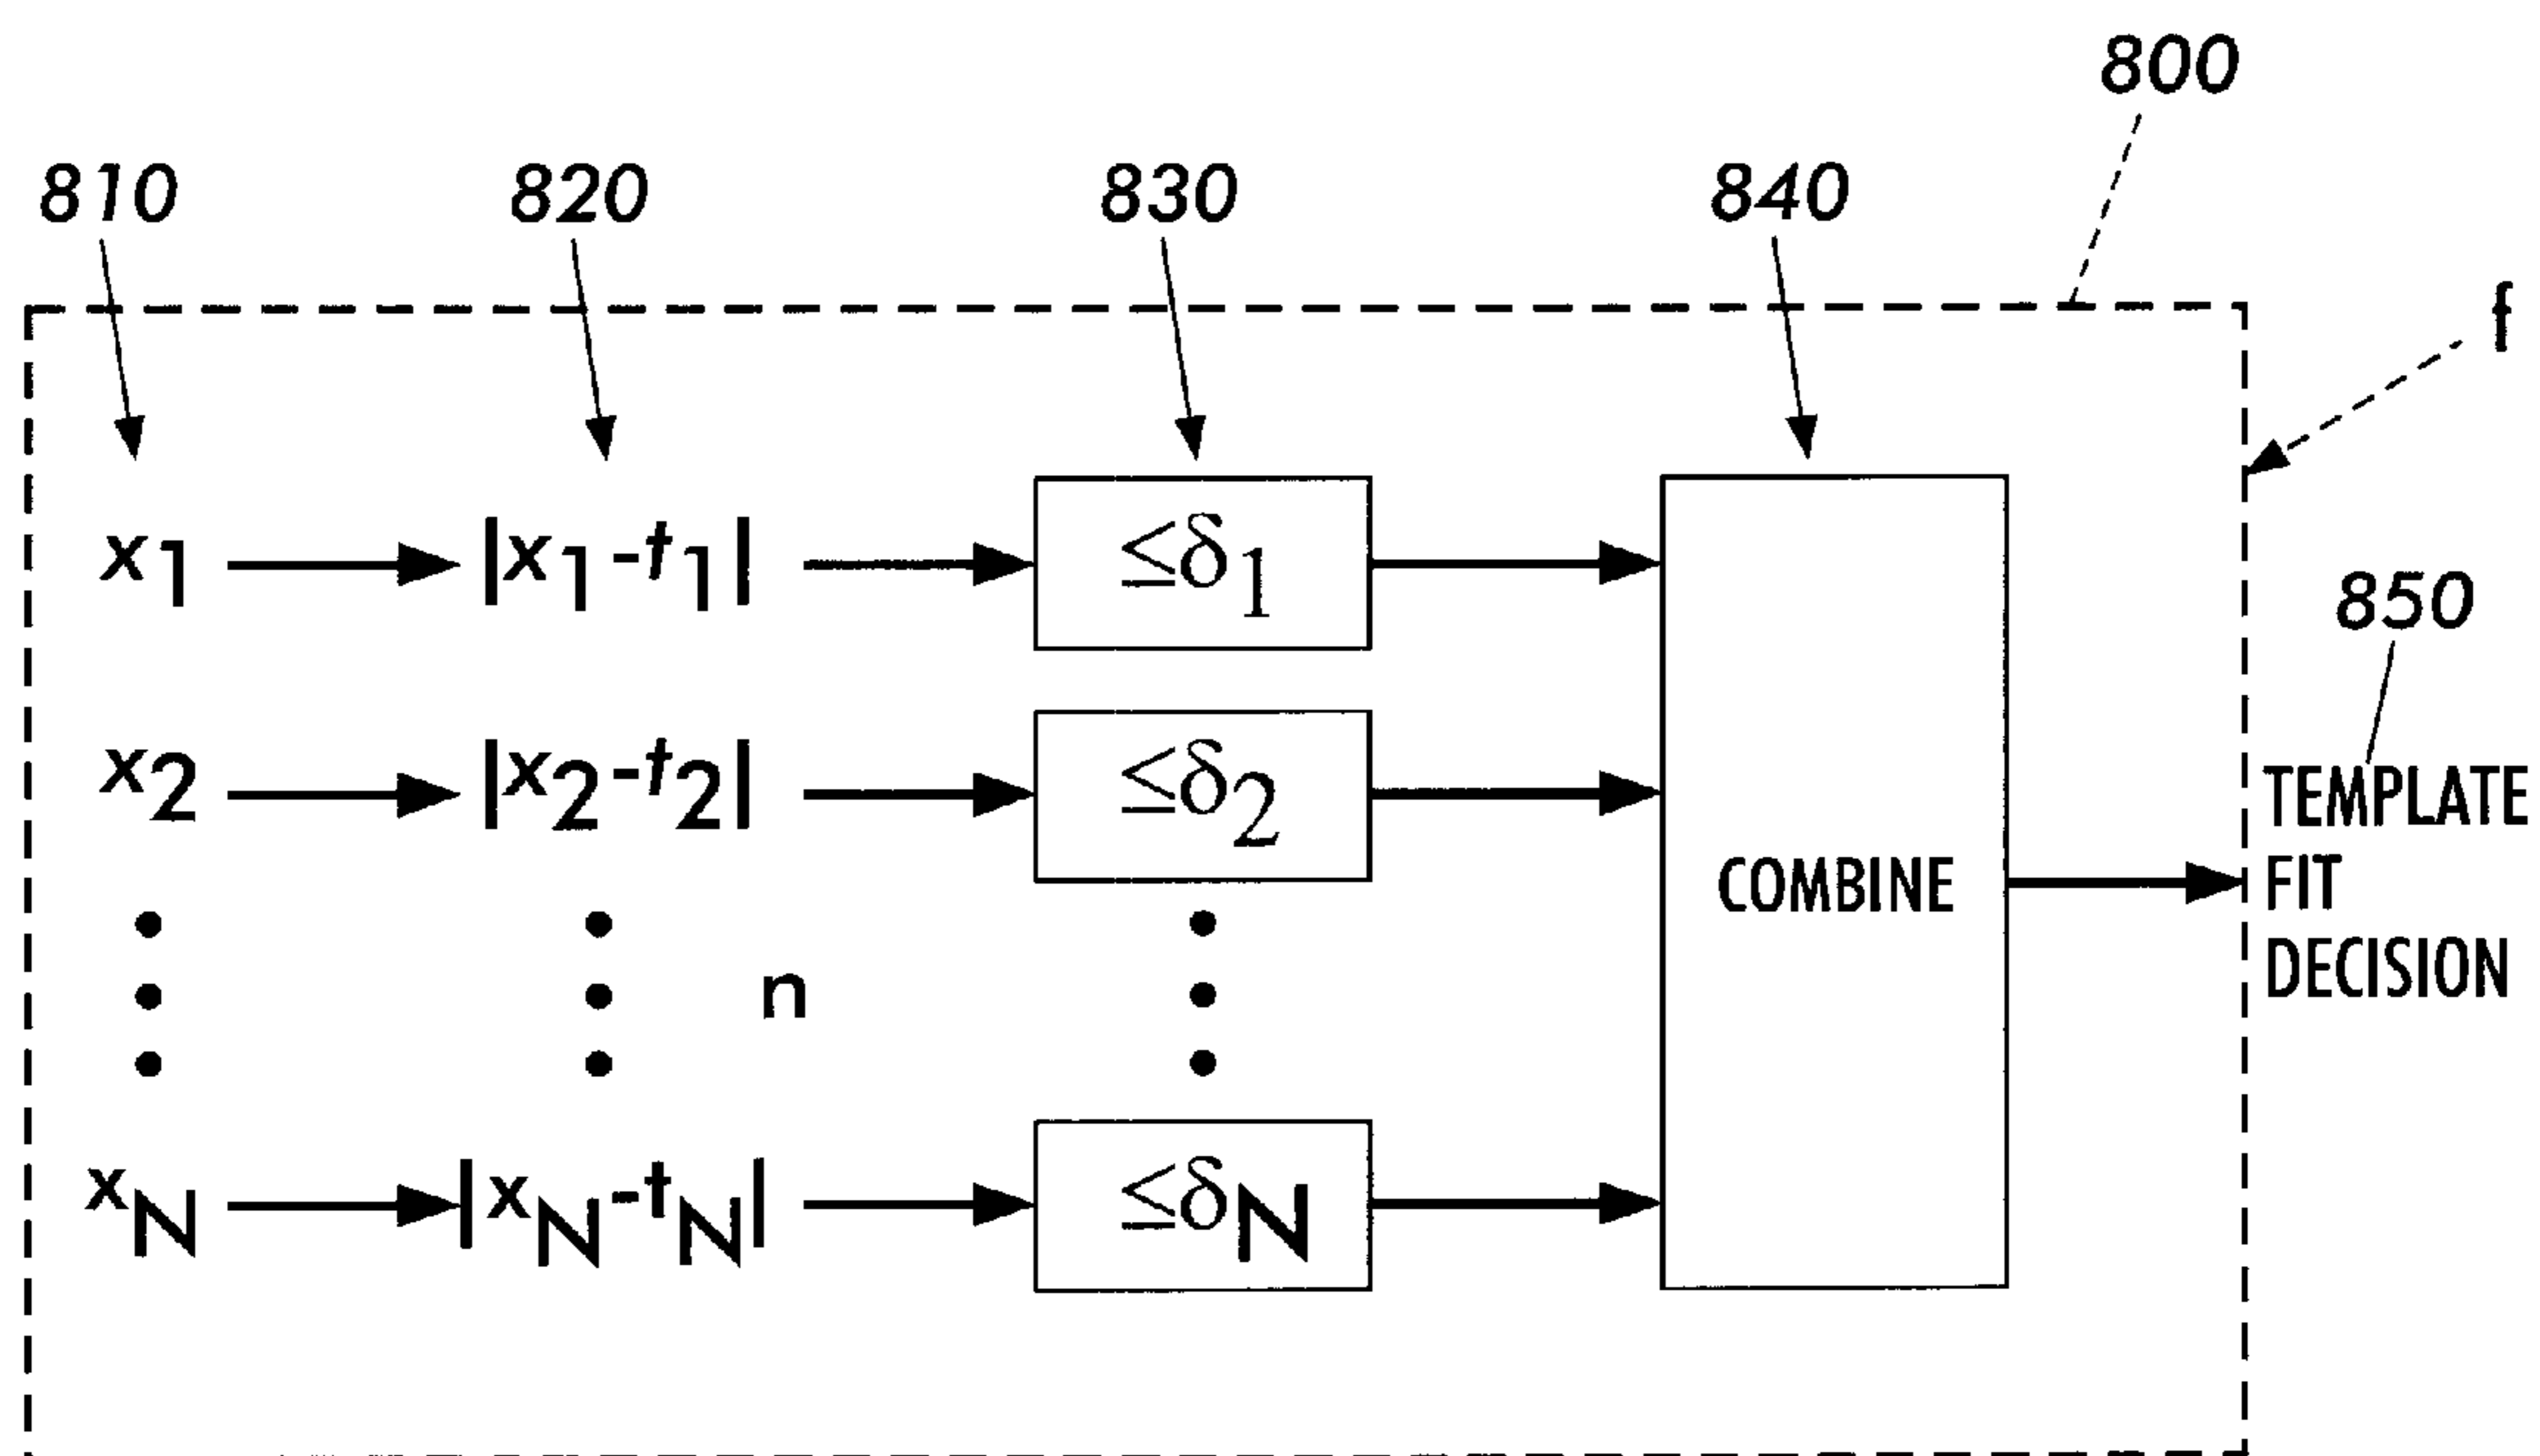 800
810 820 830 840
f
x1 |x1-t1| ≤δ1
850
x2 |x2-t2| ≤δ2
TEMPLATE
FIT
DECISION
COMBINE
n
xN |xN-tN| ≤δN